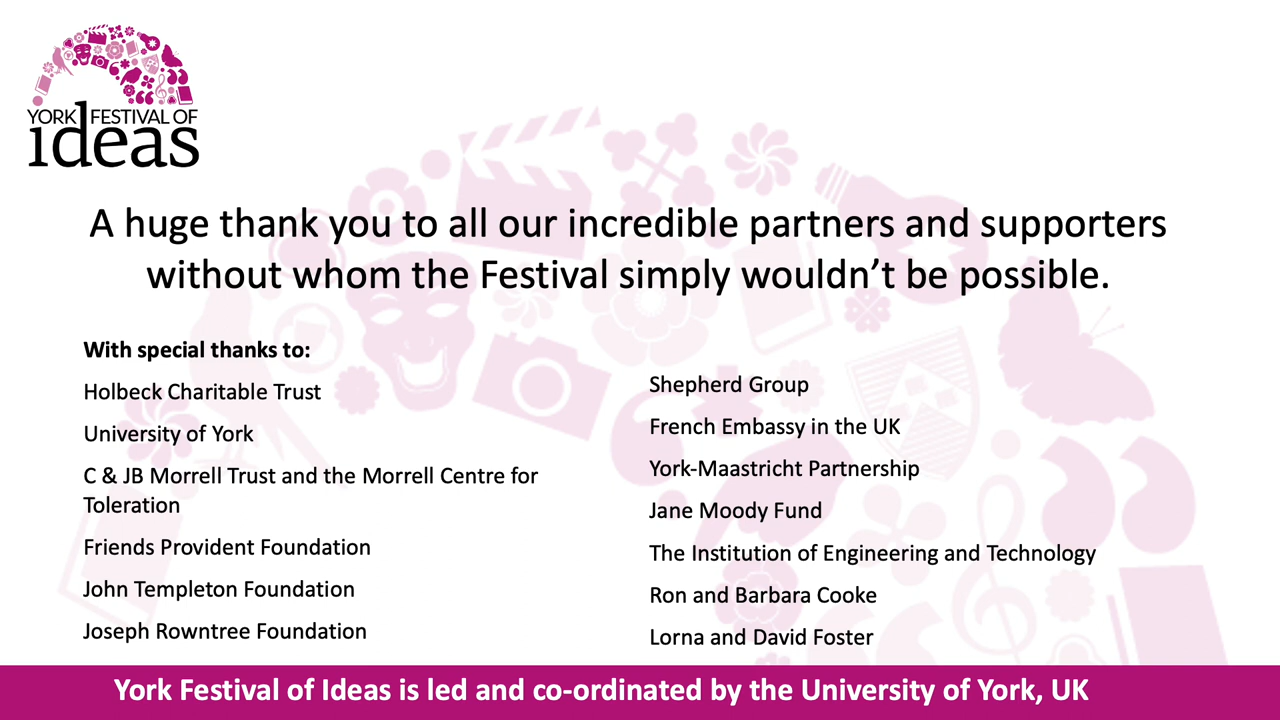 YORK FESTIVAL OF
ideas
A huge thank you to all our incredible partners and supporters
without whom the Festival simply wouldn’t be possible.
With special thanks to:
Holbeck Charitable Trust
University of York
C & JB Morrell Trust and the Morrell Centre for
Toleration
Friends Provident Foundation
John Templeton Foundation
Joseph Rowntree Foundation
Shepherd Group
French Embassy in the UK
York-Maastricht Partnership
Jane Moody Fund
The Institution of Engineering and Technology
Ron and Barbara Cooke
Lorna and David Foster
York Festival of Ideas is led and co-ordinated by the University of York, UK